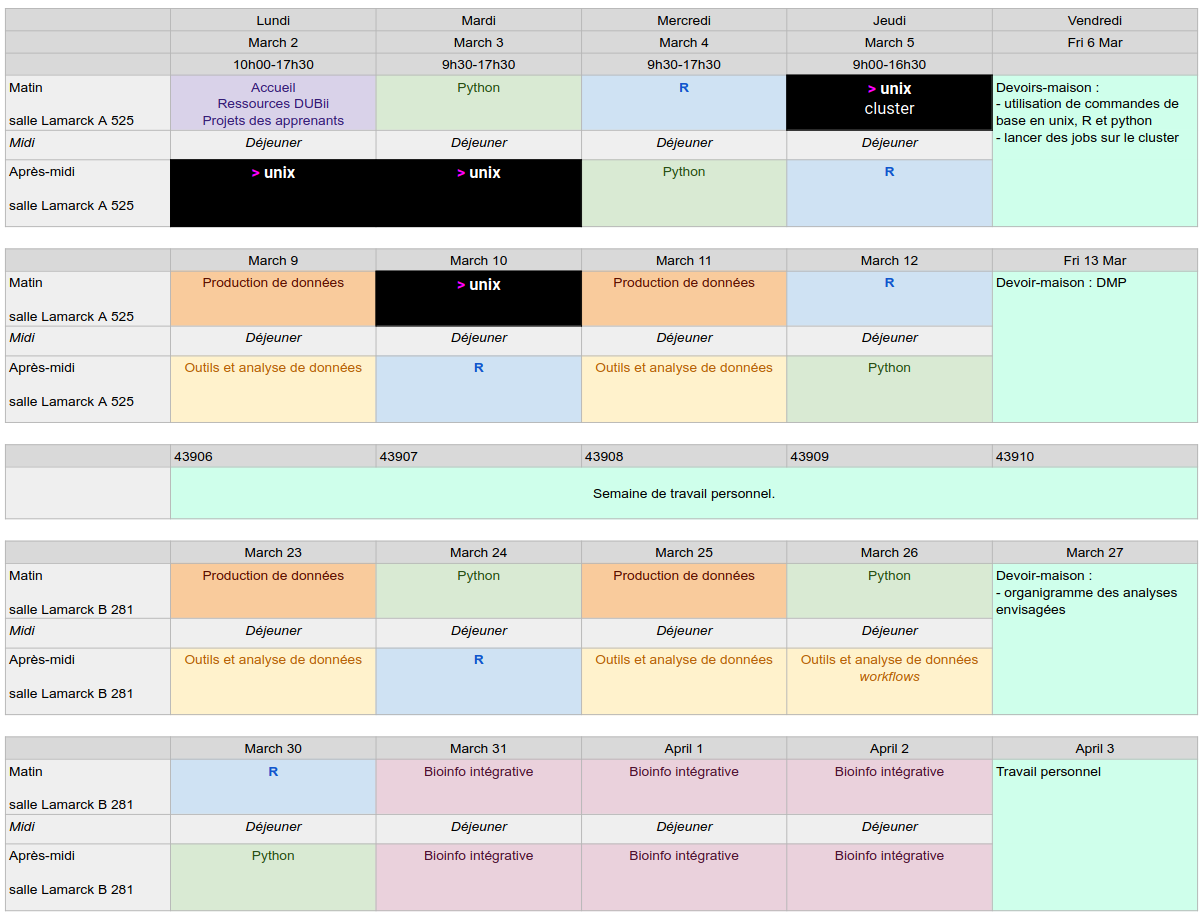 Lundi Mardi Mercredi Jeudi Vendredi
March 2 March 3 March 4 March 5 Fri 6 Mar
10h00-17h30 9h30-17h30 9h30-17h30 9h00-16h30
Matin
salle Lamarck A 525
Accueil
Ressources DUBii
Projets des apprenants
Python
R
> unix
cluster
Devoirs-maison :
- utilisation de commandes de
base en unix, R et python
- lancer des jobs sur le cluster
Midi Déjeuner Déjeuner Déjeuner Déjeuner
Après-midi
salle Lamarck A 525
> unix
> unix
Python
R
March 9 March 10 March 11 March 12 Fri 13 Mar
Matin
salle Lamarck A 525
Production de données
> unix
Production de données
R
Devoir-maison : DMP
Midi Déjeuner Déjeuner Déjeuner Déjeuner
Après-midi
salle Lamarck A 525
Outils et analyse de données
R
Outils et analyse de données
Python
43906 43907 43908 43909 43910
Semaine de travail personnel.
March 23 March 24 March 25 March 26 March 27
Matin
salle Lamarck B 281
Production de données
Python
Production de données
Python
Devoir-maison :
- organigramme des analyses
envisagées
Midi Déjeuner Déjeuner Déjeuner Déjeuner
Après-midi
salle Lamarck B 281
Outils et analyse de données
R
Outils et analyse de données
Outils et analyse de données
workflows
March 30 March 31 April 1 April 2 April 3
Matin
salle Lamarck B 281
R
Bioinfo intégrative
Bioinfo intégrative
Bioinfo intégrative
Travail personnel
Midi Déjeuner Déjeuner Déjeuner Déjeuner
Après-midi
salle Lamarck B 281
Python
Bioinfo intégrative
Bioinfo intégrative
Bioinfo intégrative